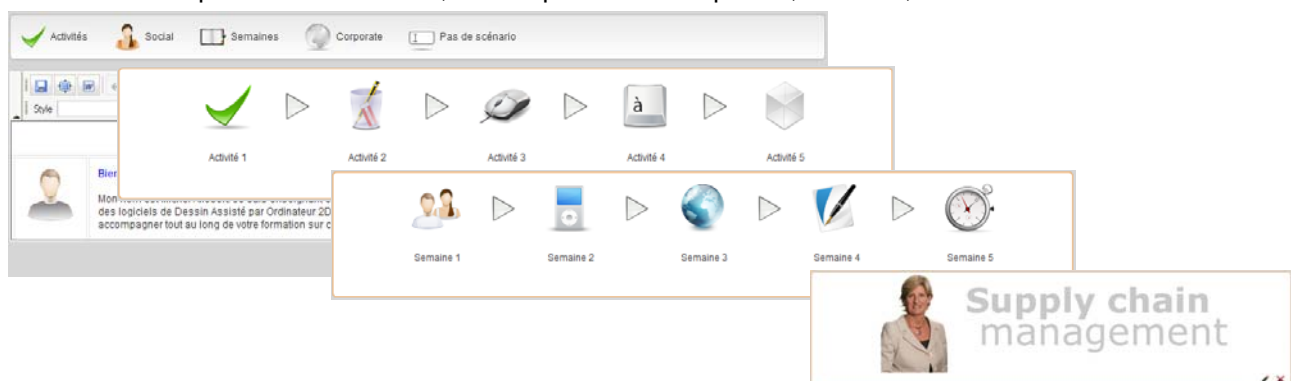 Activités Social Semaines Corporate Pas de scénario
Style
Activité 1 Activité 2 Activité 3 Activité 4 Activité 5
des logiciels de Dessin Assisté par Ordinateur 2D
accompagner tout au long de votre formation sur
Semaine 1 Semaine 2 Semaine 3 Semaine 4 Semaine 5
Supply chain
management